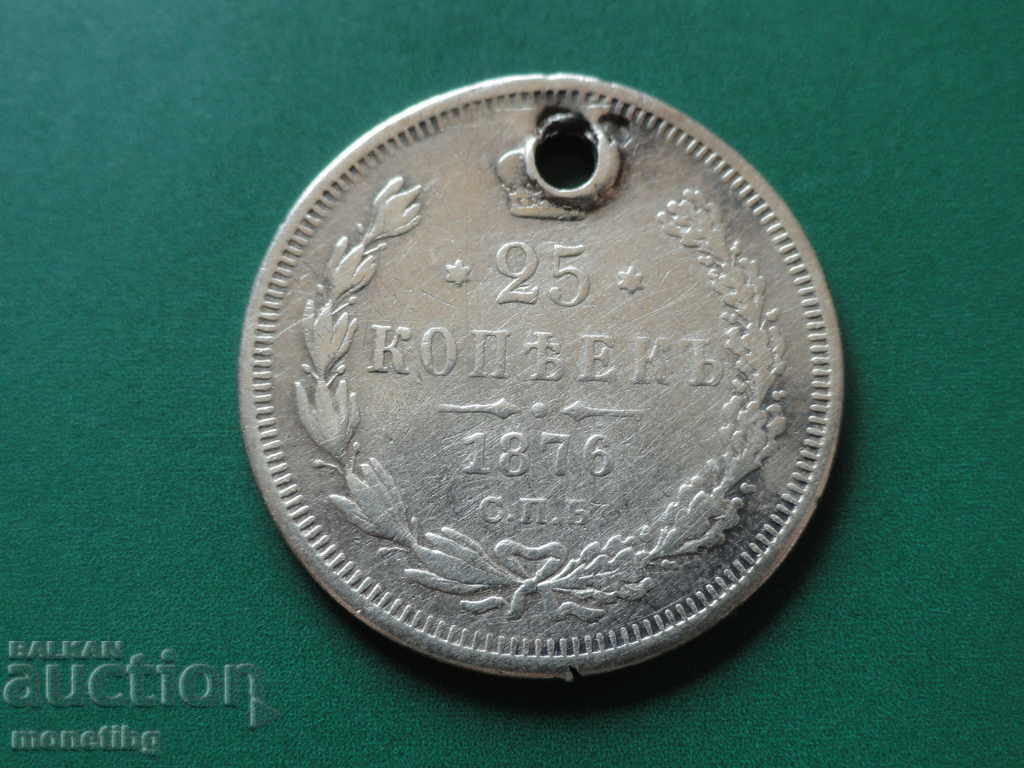 * 25 *
КОПѢЕКЪ
1876
С.П.Б.
BALKAN
auction
monetibg